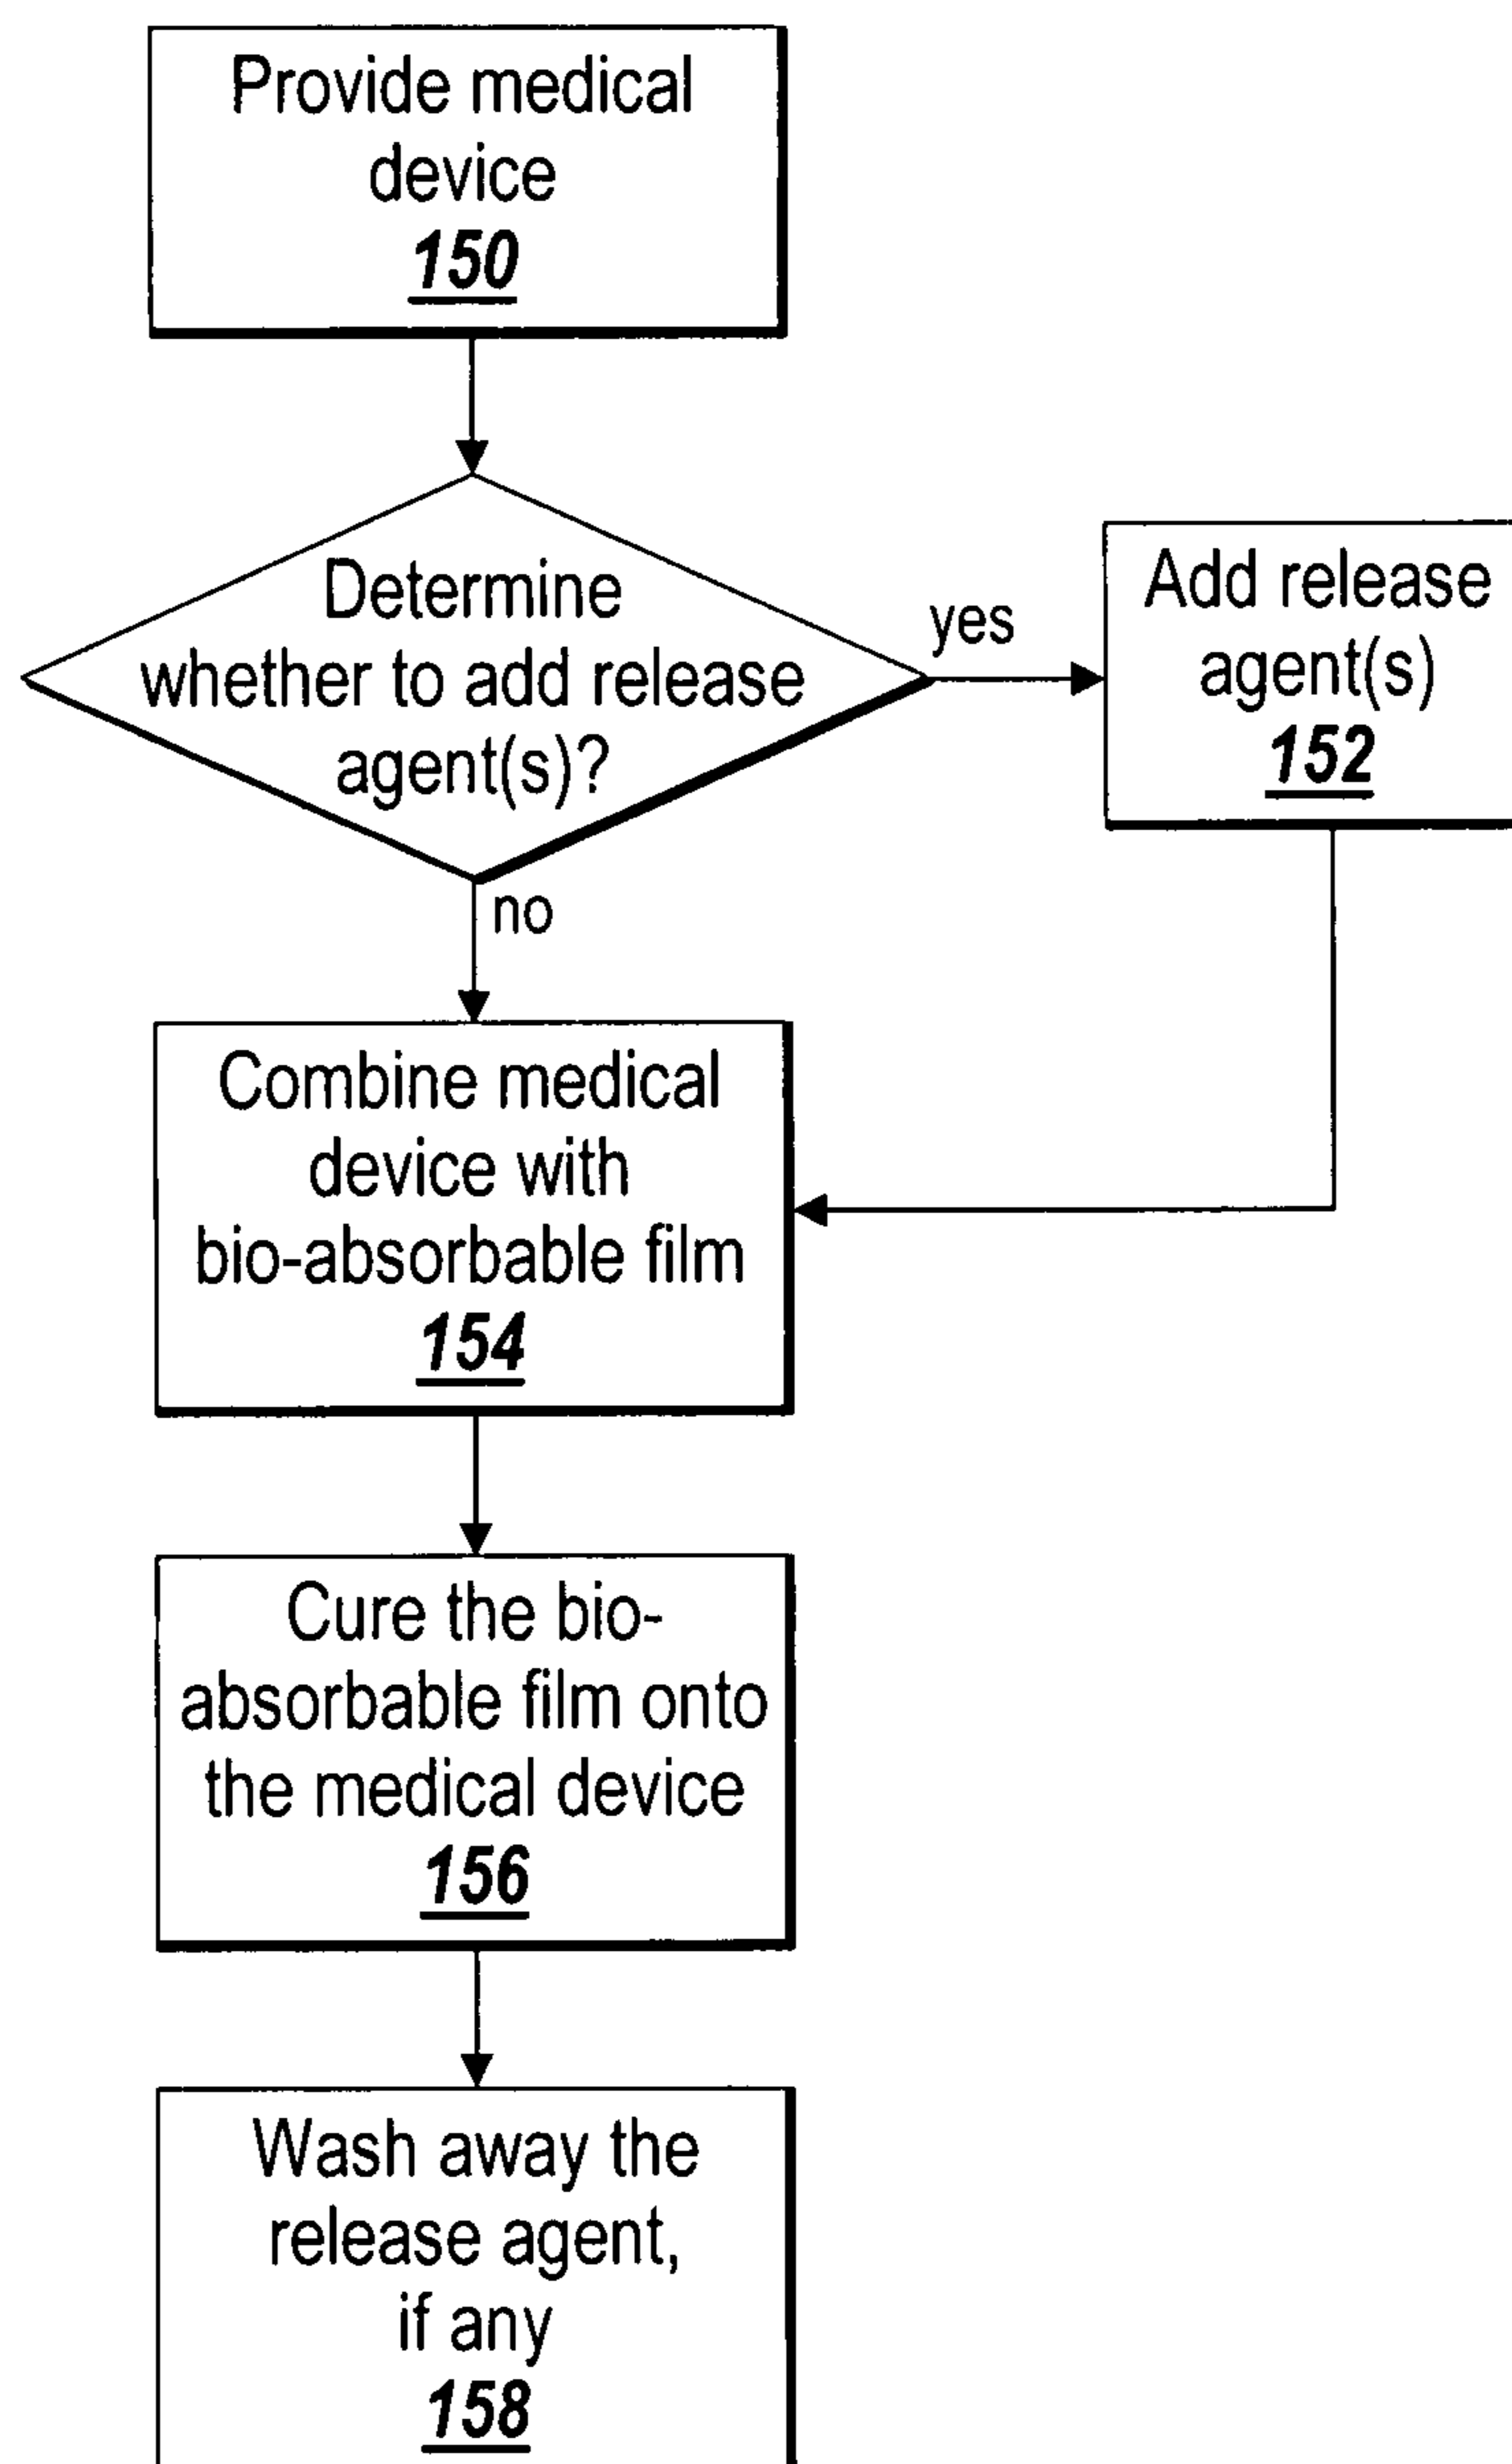 Provide medical
device
150
Determine
whether to add release
agent(s)?
yes
Add release
agent(s)
152
no
Combine medical
device with
bio-absorbable film
154
Cure the bio-
absorbable film onto
the medical device
156
Wash away the
release agent,
if any
158